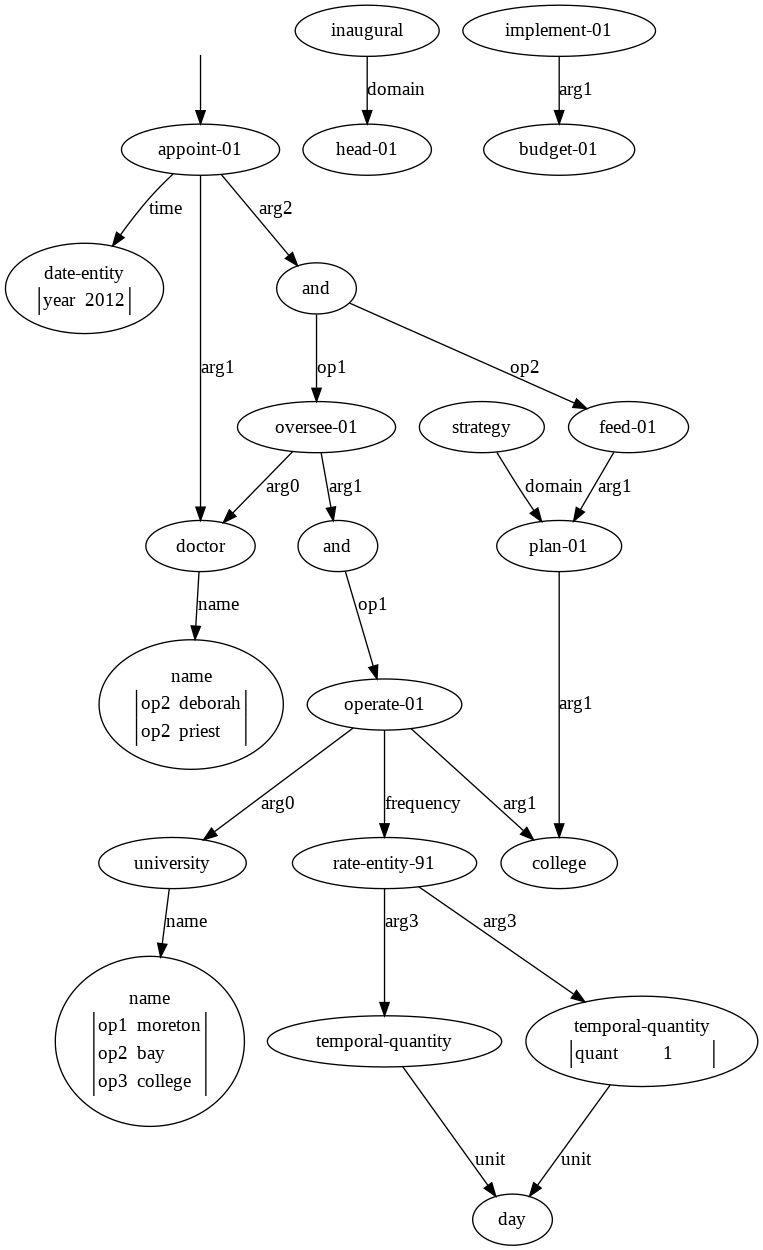 inaugural
implement-01
domain
arg1
appoint-01
head-01
budget-01
time
arg2
date-entity
year 2012
and
arg1
op1
op2
oversee-01
strategy
feed-01
arg0
arg1
domain
arg1
doctor
and
plan-01
name
op1
name
op2 deborah
op2 priest
operate-01
arg1
arg0
frequency
arg1
university
rate-entity-91
college
name
arg3
arg3
name
op1 moreton
op2 bay
op3 college
temporal-quantity
temporal-quantity
quant 1
unit
unit
day